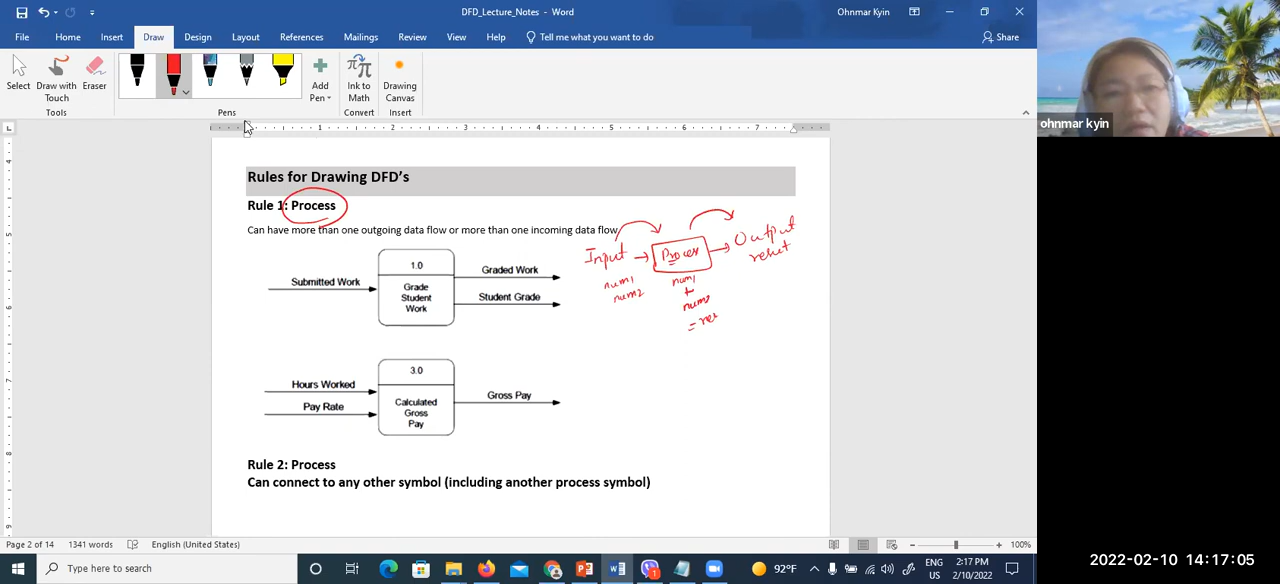 DFD_Lecture_Notes - Word
Ohnmar Kyin
File Home Insert Draw Design Layout References Mailings Review View Help Tell me what you want to do Share
Select Draw with Touch Eraser
Add Pen
Ink to Math
Drawing Canvas
Tools Pens Convert Insert
ohnmar kyin
1 2 3 4 5 6 7
Rules for Drawing DFD's
Rule 1: Process
Can have more than one outgoing data flow or more than one incoming data flow
Input → Process → Output
result
num1
num2
num1
+
num2
= res
1.0
Submitted Work
Grade
Student
Work
Graded Work
Student Grade
3.0
Hours Worked
Pay Rate
Calculated
Gross
Pay
Gross Pay
Rule 2: Process
Can connect to any other symbol (including another process symbol)
Page 2 of 14 1341 words English (United States) 100%
Type here to search
92°F
ENG
US
2:17 PM
2/10/2022
2022-02-10 14:17:05